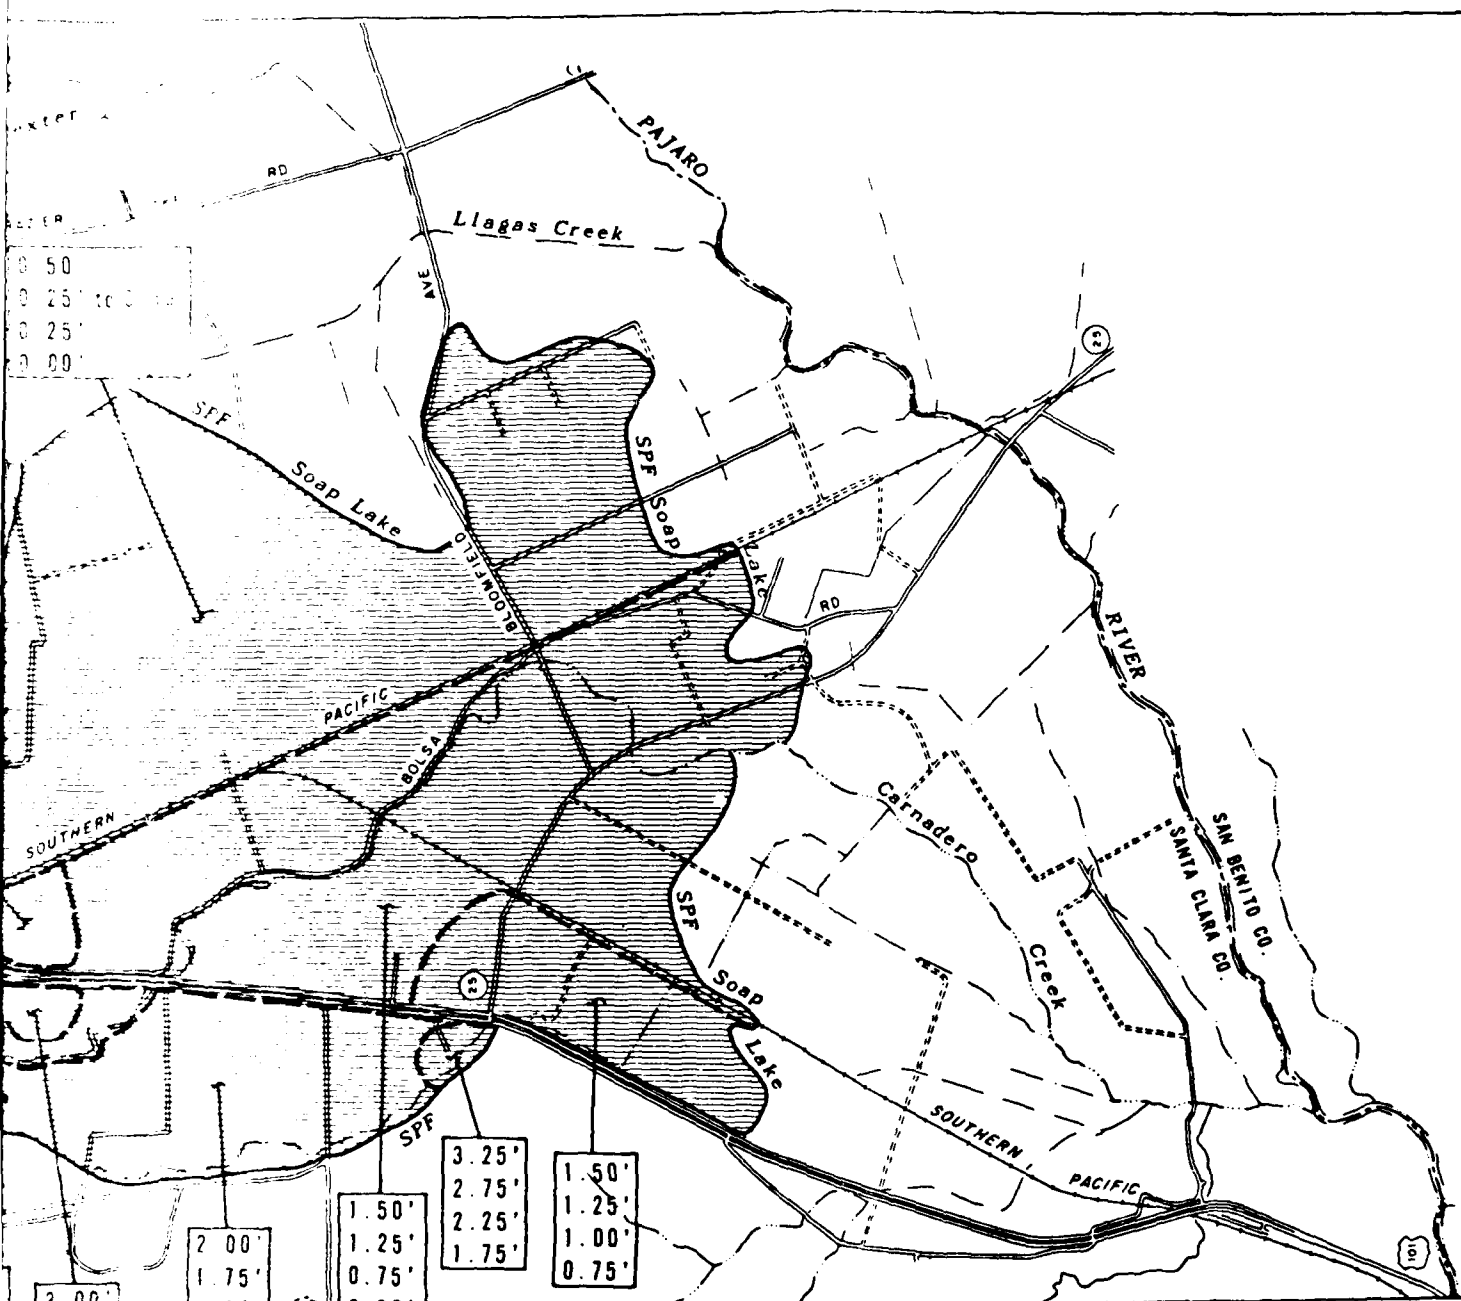 PAJARO
RD
Llagas Creek
AVE
0 50
0 25' to
0 25'
0 00'
25
SPF
Soap Lake
SPF
Soap
Lake
BLOOMFIELD
RD
RIVER
PACIFIC
BOLSA
SOUTHERN
Carnadero
Creek
SAN BENITO CO.
SANTA CLARA CO.
SPF
Soap
Lake
25
SPF
SOUTHERN
PACIFIC
3.25'
2.75'
2.25'
1.75'
1.50'
1.25'
1.00'
0.75'
1.50'
1.25'
0.75'
2 00'
1.75'
101